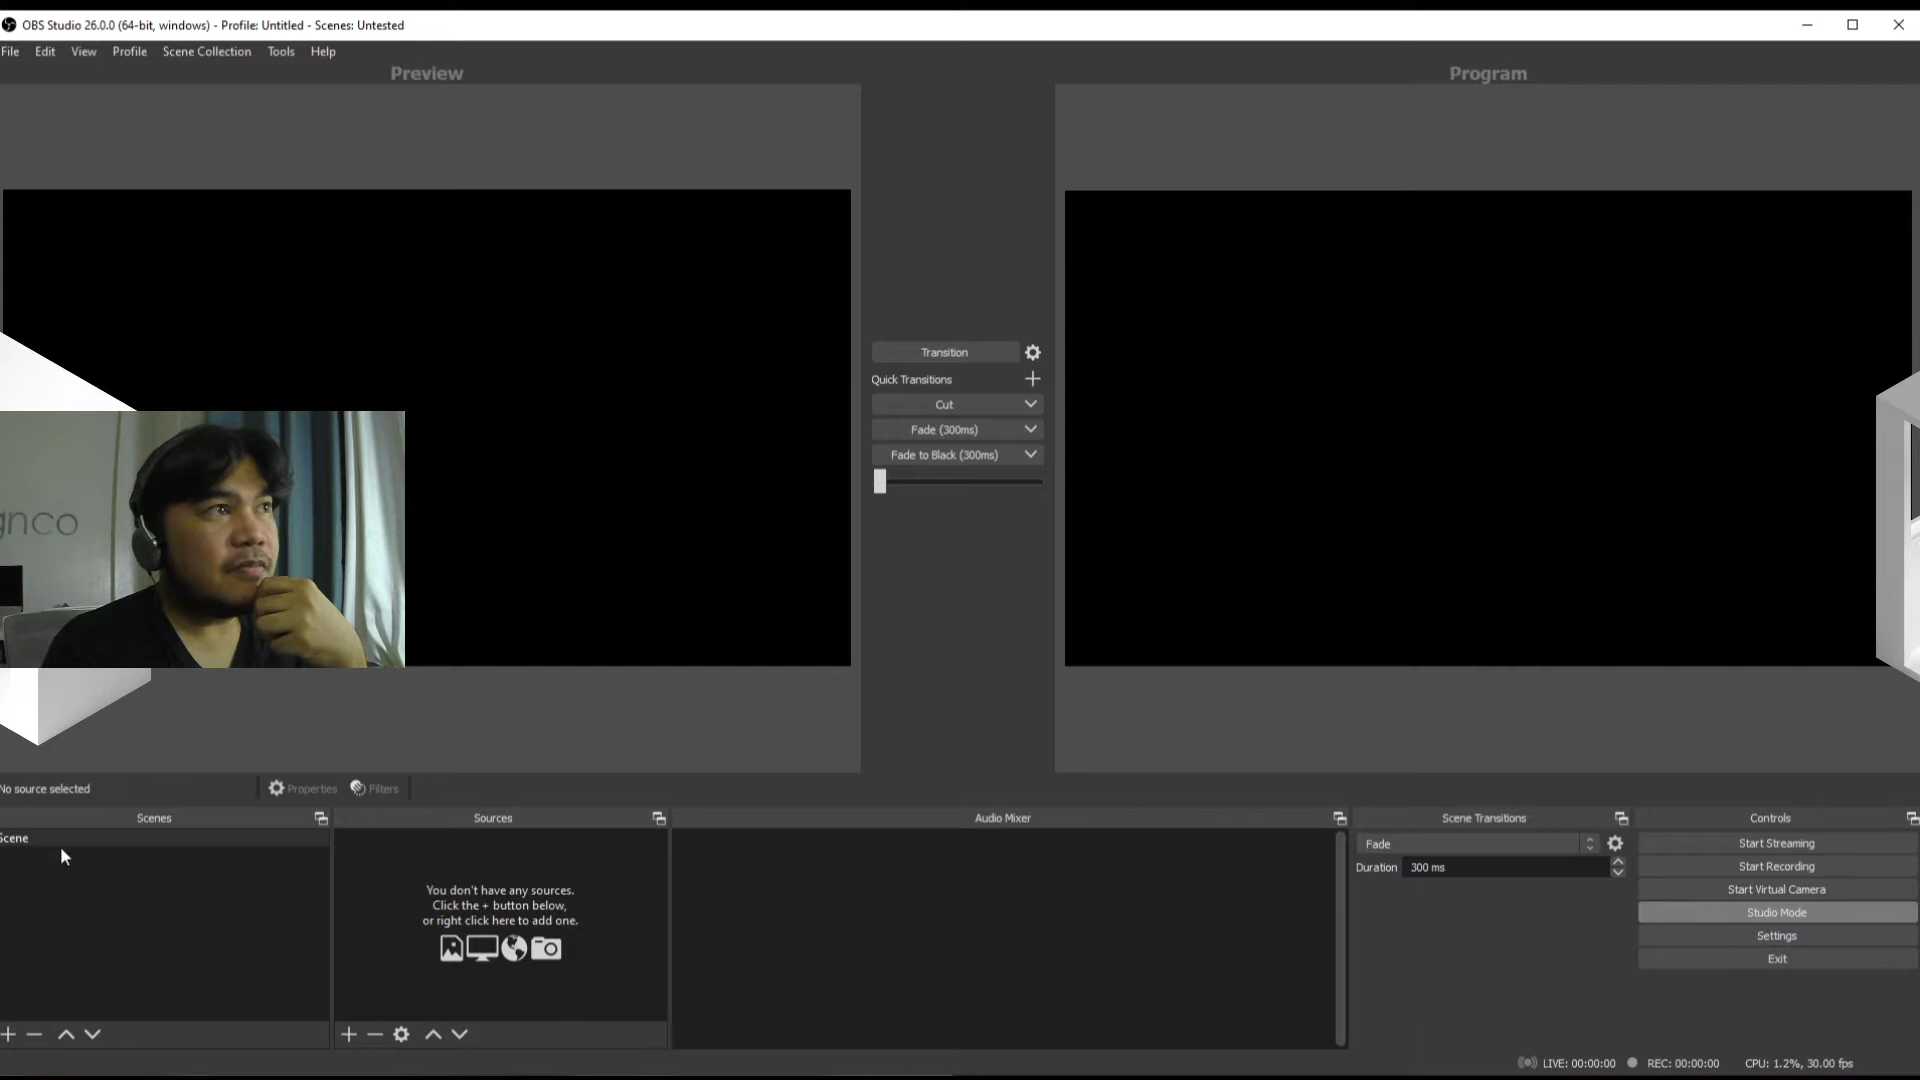 OBS Studio 26.0.0 (64-bit, windows) - Profile: Untitled - Scenes: Untested
File Edit View Profile Scene Collection Tools Help
Preview
Program
Transition
Quick Transitions
Cut
Fade (300ms)
Fade to Black (300ms)
gnco
No source selected
Properties
Filters
Scenes
Scene
Sources
You don't have any sources.
Click the + button below,
or right click here to add one.
Audio Mixer
Scene Transitions
Fade
Duration 300 ms
Controls
Start Streaming
Start Recording
Start Virtual Camera
Studio Mode
Settings
Exit
LIVE: 00:00:00 REC: 00:00:00 CPU: 1.2%, 30.00 fps